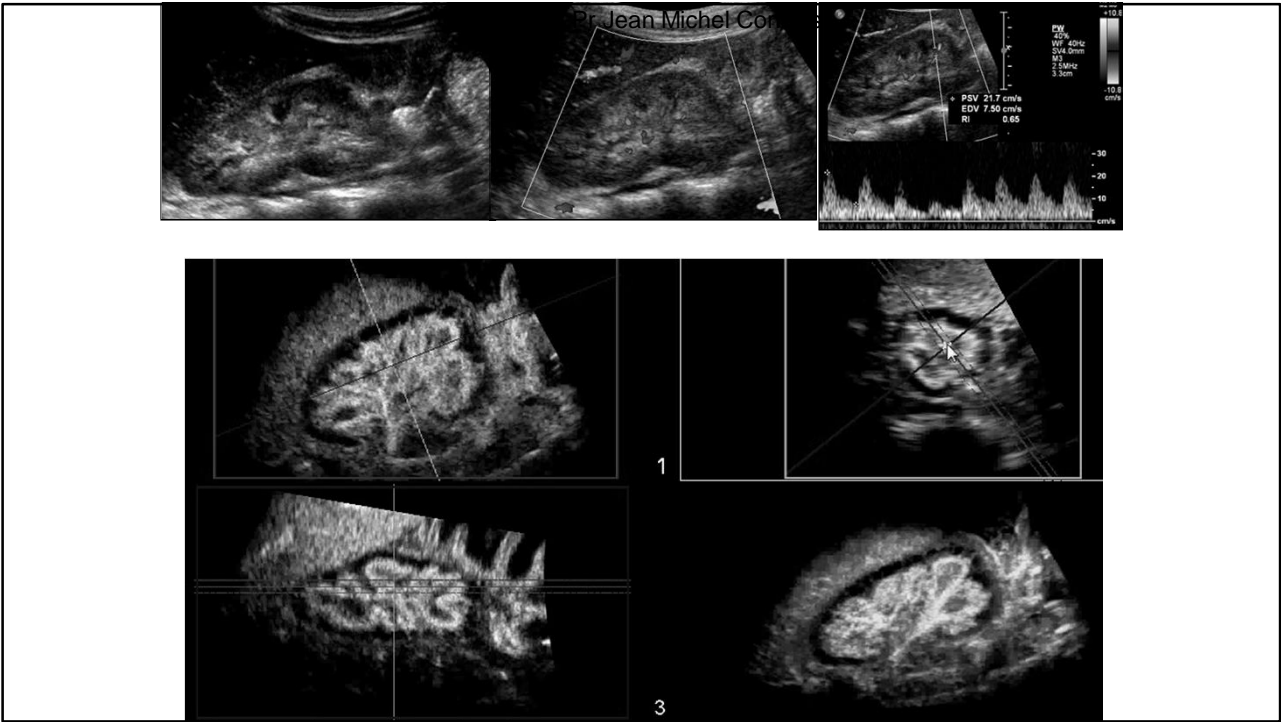 Pr Jean Michel
+10.8
-10.8
cm/s
PW
40%
WF 40Hz
SV4.0mm
M3
2.5MHz
3.3cm
PSV 21.7 cm/s
EDV 7.50 cm/s
RI 0.65
30
20
10
cm/s
1
3